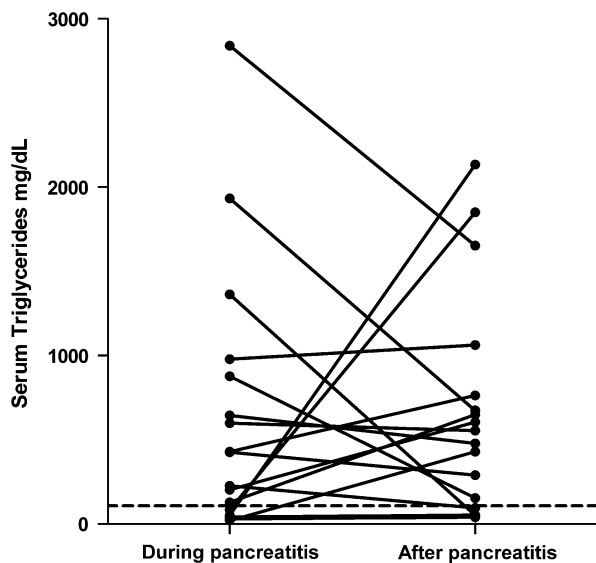 Serum Triglycerides mg/dL
3000
2000
1000
0
During pancreatitis
After pancreatitis